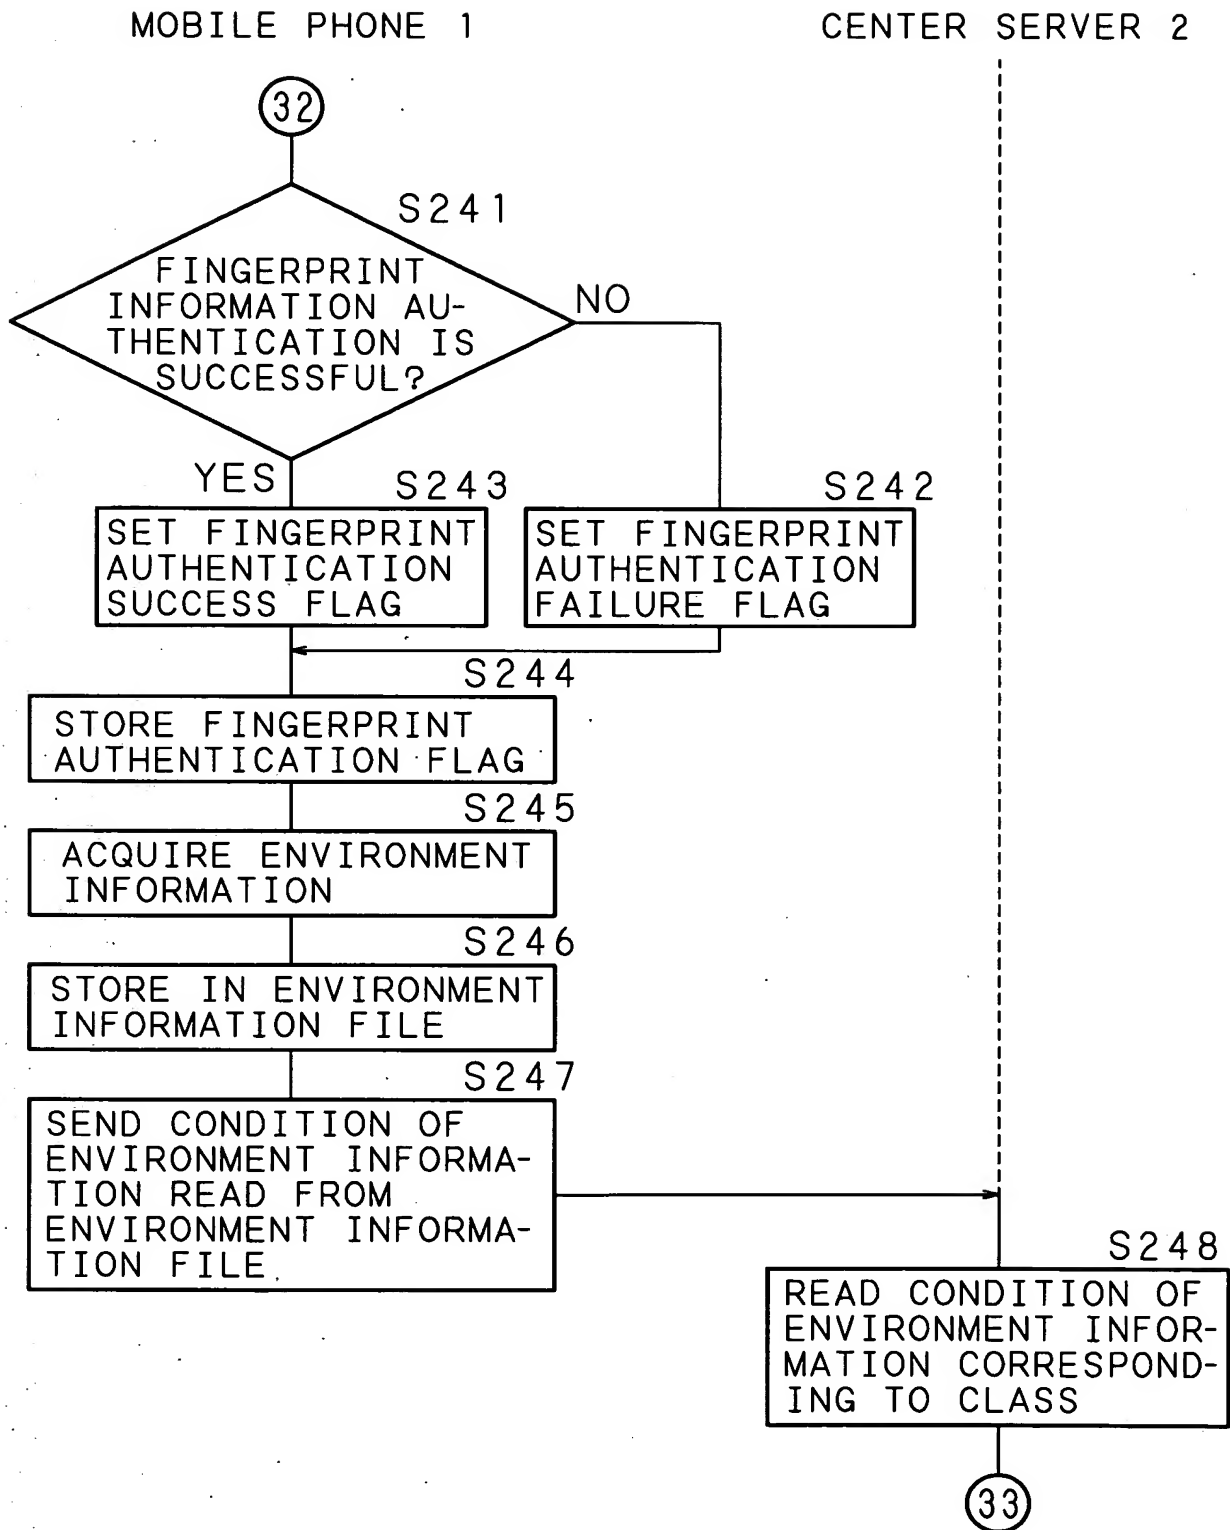 MOBILE PHONE 1
CENTER SERVER 2
32
S241
FINGERPRINT
INFORMATION AU-
THENTICATION IS
SUCCESSFUL?
NO
YES
S243
S242
SET FINGERPRINT
AUTHENTICATION
SUCCESS FLAG
SET FINGERPRINT
AUTHENTICATION
FAILURE FLAG
S244
STORE FINGERPRINT
AUTHENTICATION FLAG
S245
ACQUIRE ENVIRONMENT
INFORMATION
S246
STORE IN ENVIRONMENT
INFORMATION FILE
S247
SEND CONDITION OF
ENVIRONMENT INFORMA-
TION READ FROM
ENVIRONMENT INFORMA-
TION FILE
S248
READ CONDITION OF
ENVIRONMENT INFOR-
MATION CORRESPOND-
ING TO CLASS
33